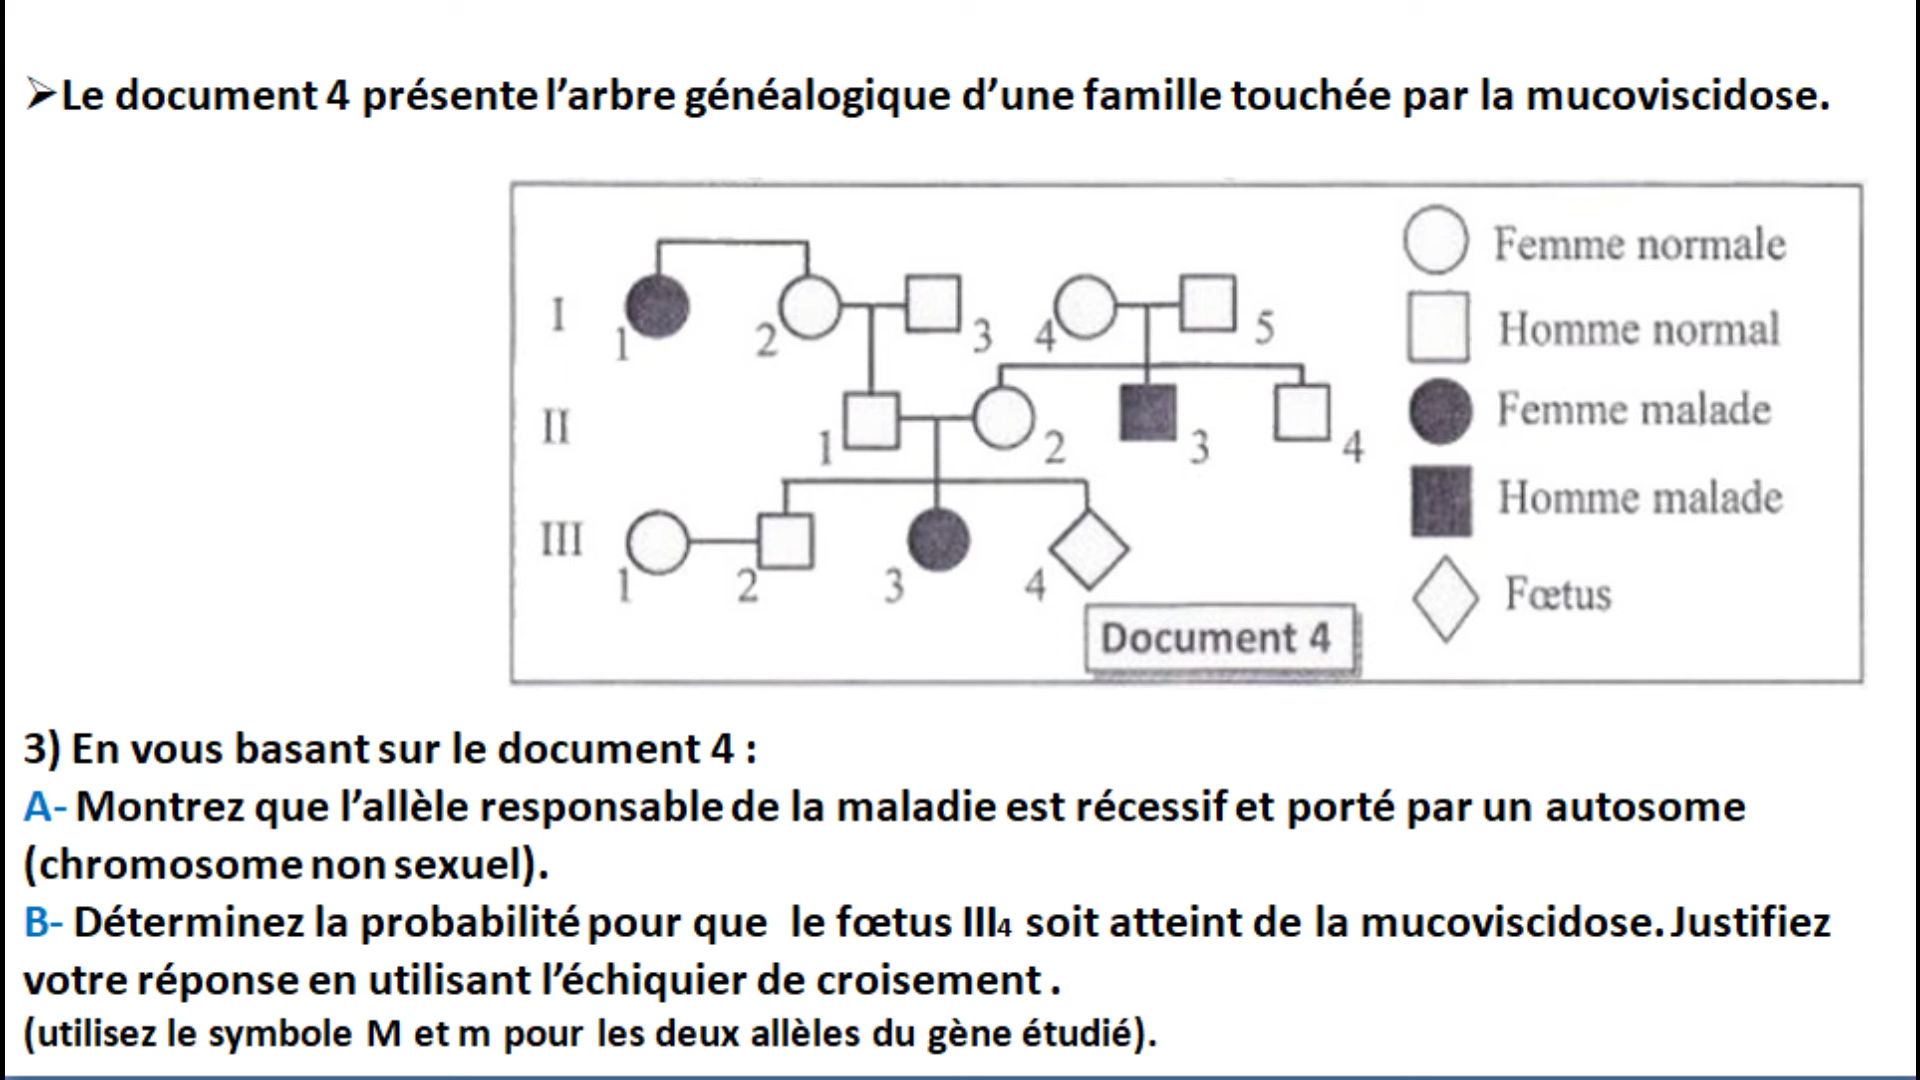 ➢Le document 4 présente l’arbre généalogique d’une famille touchée par la mucoviscidose.
I 1 2 3 4 5
II 1 2 3 4
III 1 2 3 4
Femme normale
Homme normal
Femme malade
Homme malade
Fœtus
Document 4
3) En vous basant sur le document 4 :
A- Montrez que l’allèle responsable de la maladie est récessif et porté par un autosome
(chromosome non sexuel).
B- Déterminez la probabilité pour que le fœtus III4 soit atteint de la mucoviscidose. Justifiez
votre réponse en utilisant l’échiquier de croisement .
(utilisez le symbole M et m pour les deux allèles du gène étudié).